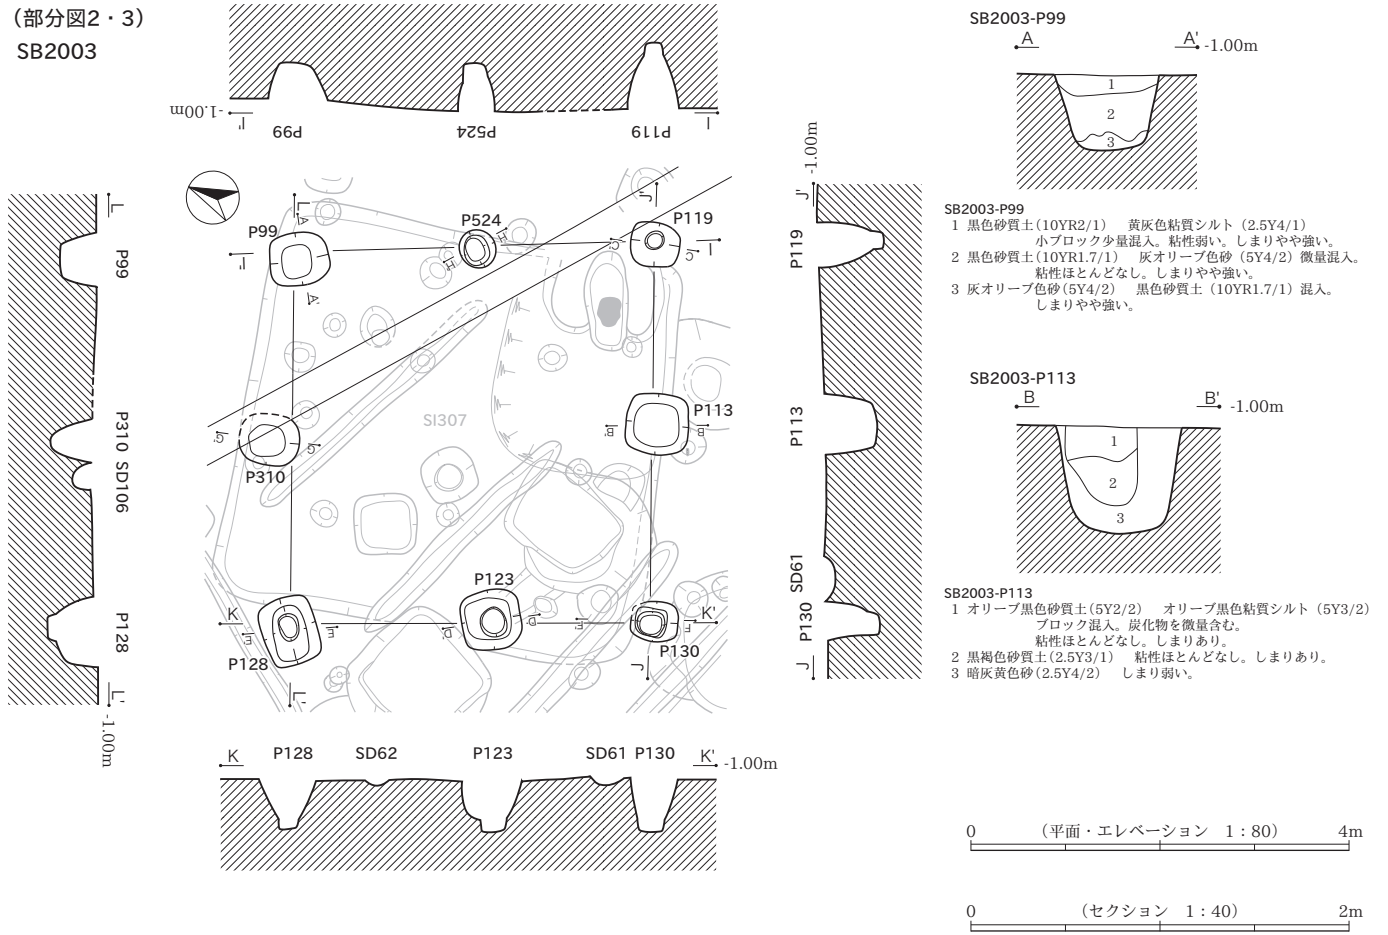 （部分図2・3）
SB2003
-1.00m
I'
P99
P524
P119
I
L
P99
P310
SD106
P128
L'
-1.00m
L
A
P99
I'
A'
P524
H'
H
J'
P119
C'
C
I
G'
G
P310
SI307
P113
B'
B
K
E
P128
E'
L'
P123
D
D'
F'
F
K'
P130
J
-1.00m
J'
P119
P113
SD61
P130
J
K
P128
SD62
P123
SD61
P130
K'
-1.00m
SB2003-P99
A
A'
-1.00m
1
2
3
SB2003-P99
1 黒色砂質土(10YR2/1)　黄灰色粘質シルト（2.5Y4/1）
小ブロック少量混入。粘性弱い。しまりやや強い。
2 黒色砂質土(10YR1.7/1)　灰オリーブ色砂（5Y4/2）微量混入。
粘性ほとんどなし。しまりやや強い。
3 灰オリーブ色砂(5Y4/2)　黒色砂質土（10YR1.7/1）混入。
しまりやや強い。
SB2003-P113
B
B'
-1.00m
1
2
3
SB2003-P113
1 オリーブ黒色砂質土(5Y2/2)　オリーブ黒色粘質シルト（5Y3/2）
ブロック混入。炭化物を微量含む。
粘性ほとんどなし。しまりあり。
2 黒褐色砂質土(2.5Y3/1)　粘性ほとんどなし。しまりあり。
3 暗灰黄色砂(2.5Y4/2)　しまり弱い。
0　（平面・エレベーション　1：80）　4m
0　（セクション　1：40）　2m